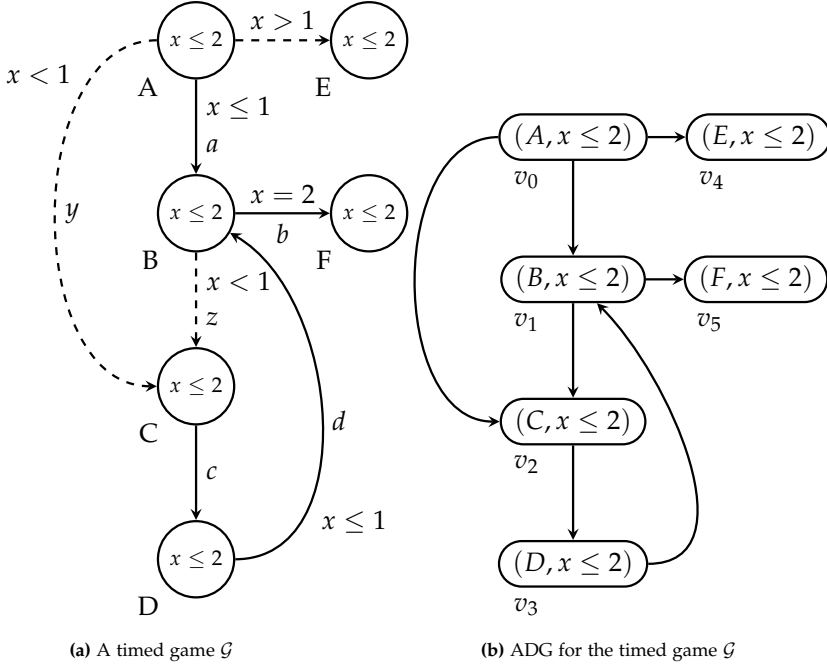 x ≤ 2
x > 1
x ≤ 2
A
E
x < 1
x ≤ 1
a
(A, x ≤ 2)
(E, x ≤ 2)
v₀
v₄
x ≤ 2
x = 2
x ≤ 2
y
b
B
F
x < 1
z
(B, x ≤ 2)
(F, x ≤ 2)
v₁
v₅
x ≤ 2
C
(C, x ≤ 2)
v₂
c
d
x ≤ 1
x ≤ 2
D
(D, x ≤ 2)
v₃
(a) A timed game 𝒢
(b) ADG for the timed game 𝒢